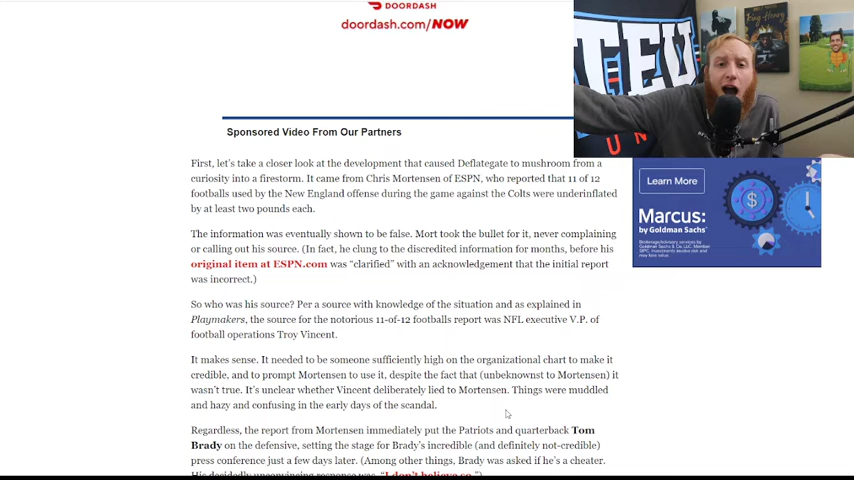 DOORDASH
doordash.com/NOW
Sponsored Video From Our Partners
First, let's take a closer look at the development that caused Deflategate to mushroom from a
curiosity into a firestorm. It came from Chris Mortensen of ESPN, who reported that 11 of 12
footballs used by the New England offense during the game against the Colts were underinflated
by at least two pounds each.
The information was eventually shown to be false. Mort took the bullet for it, never complaining
or calling out his source. (In fact, he clung to the discredited information for months, before his
original item at ESPN.com was “clarified” with an acknowledgement that the initial report
was incorrect.)
So who was his source? Per a source with knowledge of the situation and as explained in
Playmakers, the source for the notorious 11-of-12 footballs report was NFL executive V.P. of
football operations Troy Vincent.
It makes sense. It needed to be someone sufficiently high on the organizational chart to make it
credible, and to prompt Mortensen to use it, despite the fact that (unbeknownst to Mortensen) it
wasn't true. It's unclear whether Vincent deliberately lied to Mortensen. Things were muddled
and hazy and confusing in the early days of the scandal.
Regardless, the report from Mortensen immediately put the Patriots and quarterback Tom
Brady on the defensive, setting the stage for Brady's incredible (and definitely not-credible)
press conference just a few days later. (Among other things, Brady was asked if he's a cheater.
His decidedly unconvincing response was, “I don't believe so.”)
TEU
UN
King Henry
Learn More
Marcus:
by Goldman Sachs